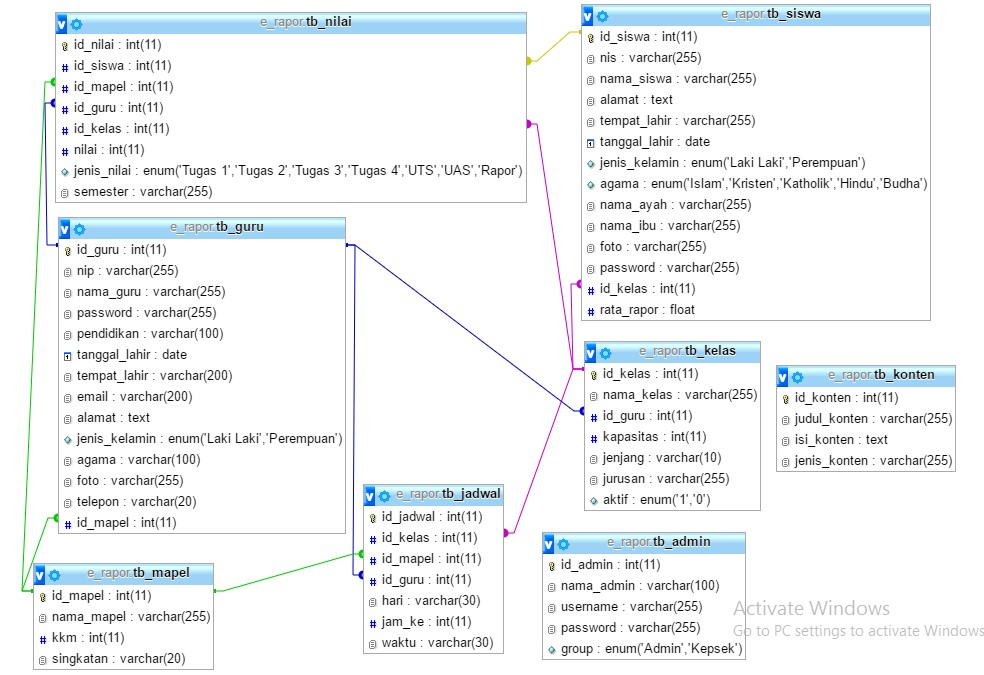 e_rapor.tb_nilai
id_nilai : int(11)
id_siswa : int(11)
id_mapel : int(11)
id_guru : int(11)
id_kelas : int(11)
nilai : int(11)
jenis_nilai : enum('Tugas 1','Tugas 2','Tugas 3','Tugas 4','UTS','UAS','Rapor')
semester : varchar(255)
e_rapor.tb_siswa
id_siswa : int(11)
nis : varchar(255)
nama_siswa : varchar(255)
alamat : text
tempat_lahir : varchar(255)
tanggal_lahir : date
jenis_kelamin : enum('Laki Laki','Perempuan')
agama : enum('Islam','Kristen','Katholik','Hindu','Budha')
nama_ayah : varchar(255)
nama_ibu : varchar(255)
foto : varchar(255)
password : varchar(255)
id_kelas : int(11)
rata_rapor : float
e_rapor.tb_guru
id_guru : int(11)
nip : varchar(255)
nama_guru : varchar(255)
password : varchar(255)
pendidikan : varchar(100)
tanggal_lahir : date
tempat_lahir : varchar(200)
email : varchar(200)
alamat : text
jenis_kelamin : enum('Laki Laki','Perempuan')
agama : varchar(100)
foto : varchar(255)
telepon : varchar(20)
id_mapel : int(11)
e_rapor.tb_kelas
id_kelas : int(11)
nama_kelas : varchar(255)
id_guru : int(11)
kapasitas : int(11)
jenjang : varchar(10)
jurusan : varchar(255)
aktif : enum('1','0')
e_rapor.tb_konten
id_konten : int(11)
judul_konten : varchar(255)
isi_konten : text
jenis_konten : varchar(255)
e_rapor.tb_jadwal
id_jadwal : int(11)
id_kelas : int(11)
id_mapel : int(11)
id_guru : int(11)
hari : varchar(30)
jam_ke : int(11)
waktu : varchar(30)
e_rapor.tb_mapel
id_mapel : int(11)
nama_mapel : varchar(255)
kkm : int(11)
singkatan : varchar(20)
e_rapor.tb_admin
id_admin : int(11)
nama_admin : varchar(100)
username : varchar(255)
password : varchar(255)
group : enum('Admin','Kepsek')
Activate Windows
Go to PC settings to activate Windows